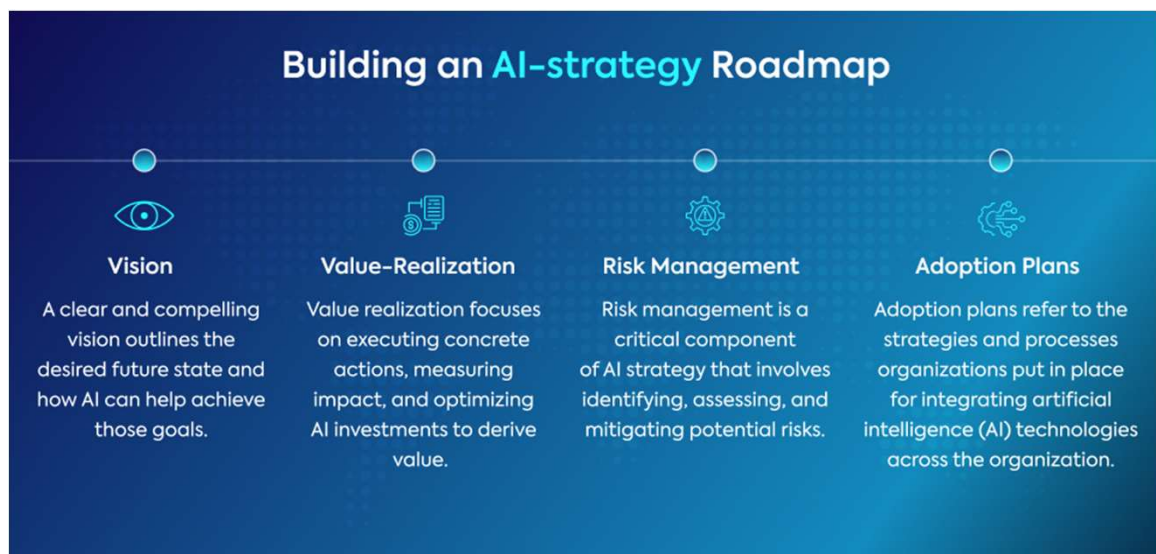 Building an AI-strategy Roadmap
Vision
A clear and compelling
vision outlines the
desired future state and
how AI can help achieve
those goals.
Value-Realization
Value realization focuses
on executing concrete
actions, measuring
impact, and optimizing
AI investments to derive
value.
Risk Management
Risk management is a
critical component
of AI strategy that involves
identifying, assessing, and
mitigating potential risks.
Adoption Plans
Adoption plans refer to the
strategies and processes
organizations put in place
for integrating artificial
intelligence (AI) technologies
across the organization.